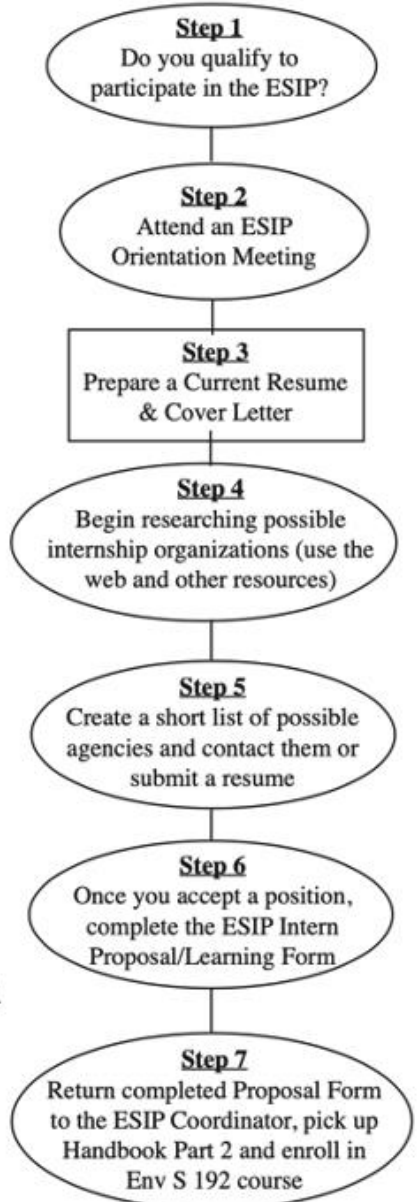 Step 1
Do you qualify to
participate in the ESIP?
Step 2
Attend an ESIP
Orientation Meeting
Step 3
Prepare a Current Resume
& Cover Letter
Step 4
Begin researching possible
internship organizations (use the
web and other resources)
Step 5
Create a short list of possible
agencies and contact them or
submit a resume
Step 6
Once you accept a position,
complete the ESIP Intern
Proposal/Learning Form
Step 7
Return completed Proposal Form
to the ESIP Coordinator, pick up
Handbook Part 2 and enroll in
Env S 192 course